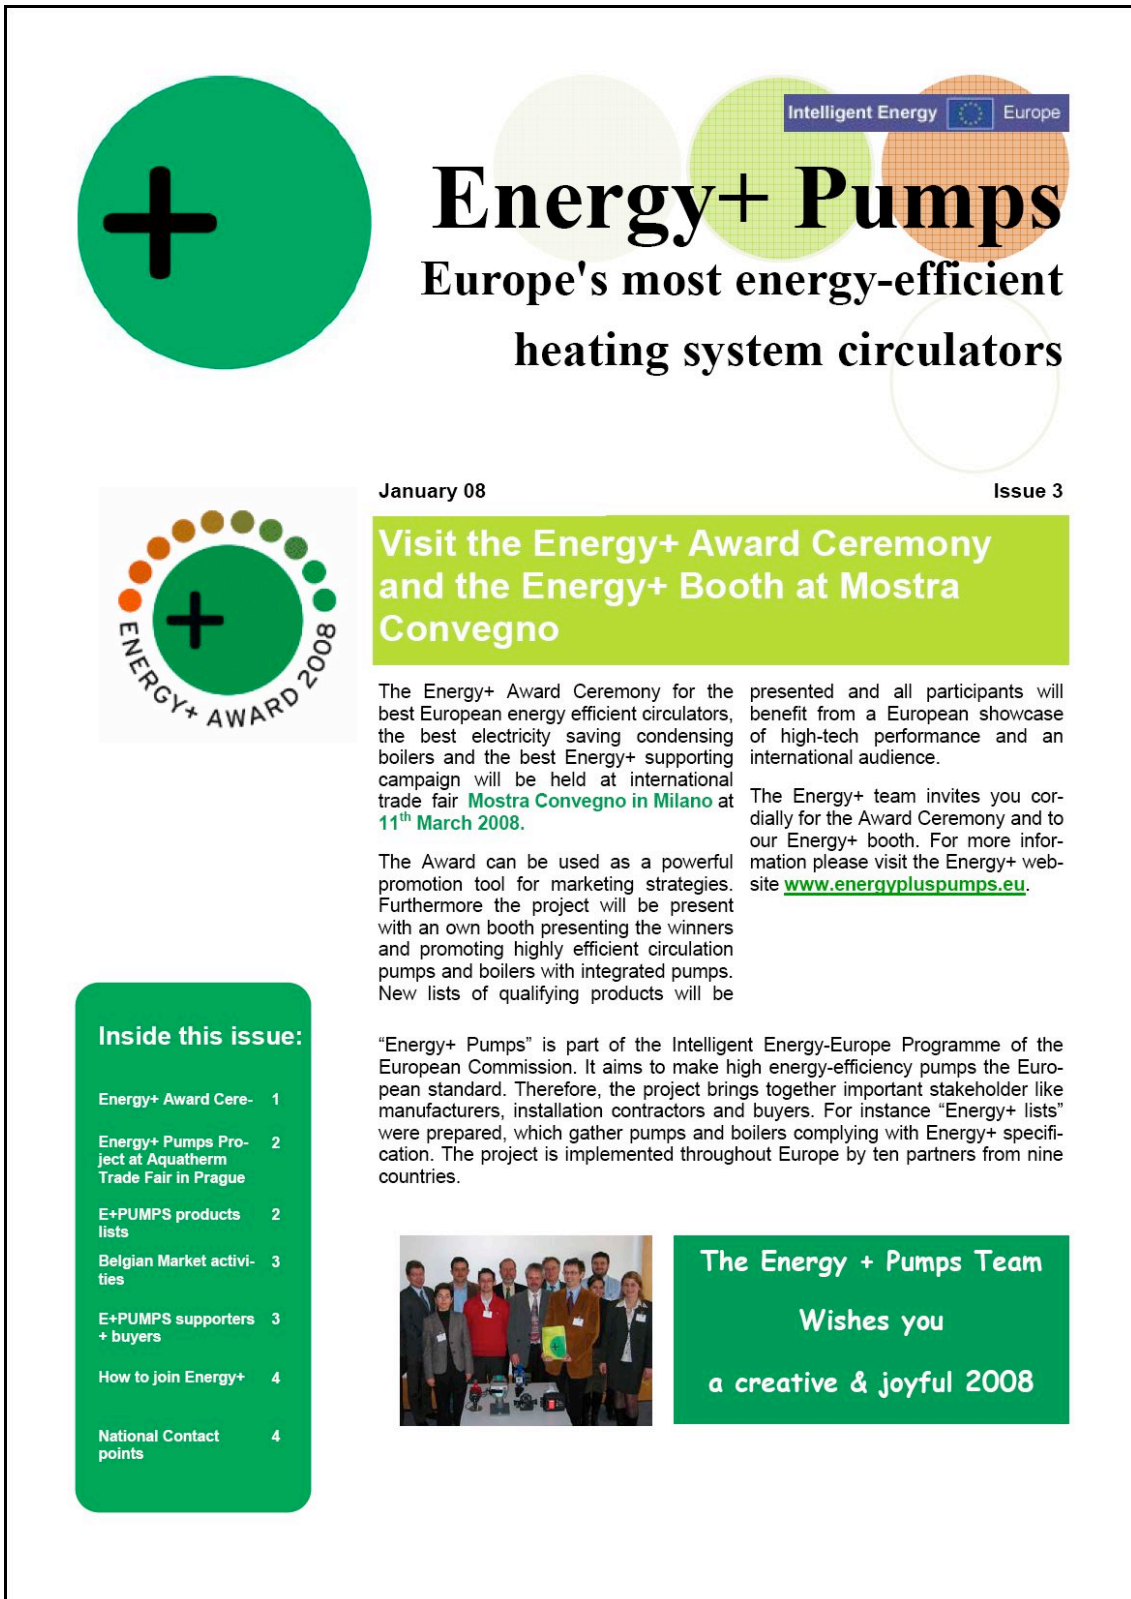 Intelligent Energy Europe
Energy+ Pumps
Europe's most energy-efficient
heating system circulators
January 08 Issue 3
ENERGY+ AWARD 2008
Visit the Energy+ Award Ceremony
and the Energy+ Booth at Mostra
Convegno
The Energy+ Award Ceremony for the
best European energy efficient circulators,
the best electricity saving condensing
boilers and the best Energy+ supporting
campaign will be held at international
trade fair Mostra Convegno in Milano at
11th March 2008.
The Award can be used as a powerful
promotion tool for marketing strategies.
Furthermore the project will be present
with an own booth presenting the winners
and promoting highly efficient circulation
pumps and boilers with integrated pumps.
New lists of qualifying products will be
presented and all participants will
benefit from a European showcase
of high-tech performance and an
international audience.
The Energy+ team invites you cor-
dially for the Award Ceremony and to
our Energy+ booth. For more infor-
mation please visit the Energy+ web-
site www.energypluspumps.eu.
Inside this issue:
Energy+ Award Cere- 1
Energy+ Pumps Pro- 2
ject at Aquatherm
Trade Fair in Prague
E+PUMPS products 2
lists
Belgian Market activi- 3
ties
E+PUMPS supporters 3
+ buyers
How to join Energy+ 4
National Contact 4
points
“Energy+ Pumps” is part of the Intelligent Energy-Europe Programme of the
European Commission. It aims to make high energy-efficiency pumps the Euro-
pean standard. Therefore, the project brings together important stakeholder like
manufacturers, installation contractors and buyers. For instance “Energy+ lists”
were prepared, which gather pumps and boilers complying with Energy+ specifi-
cation. The project is implemented throughout Europe by ten partners from nine
countries.
The Energy + Pumps Team
Wishes you
a creative & joyful 2008